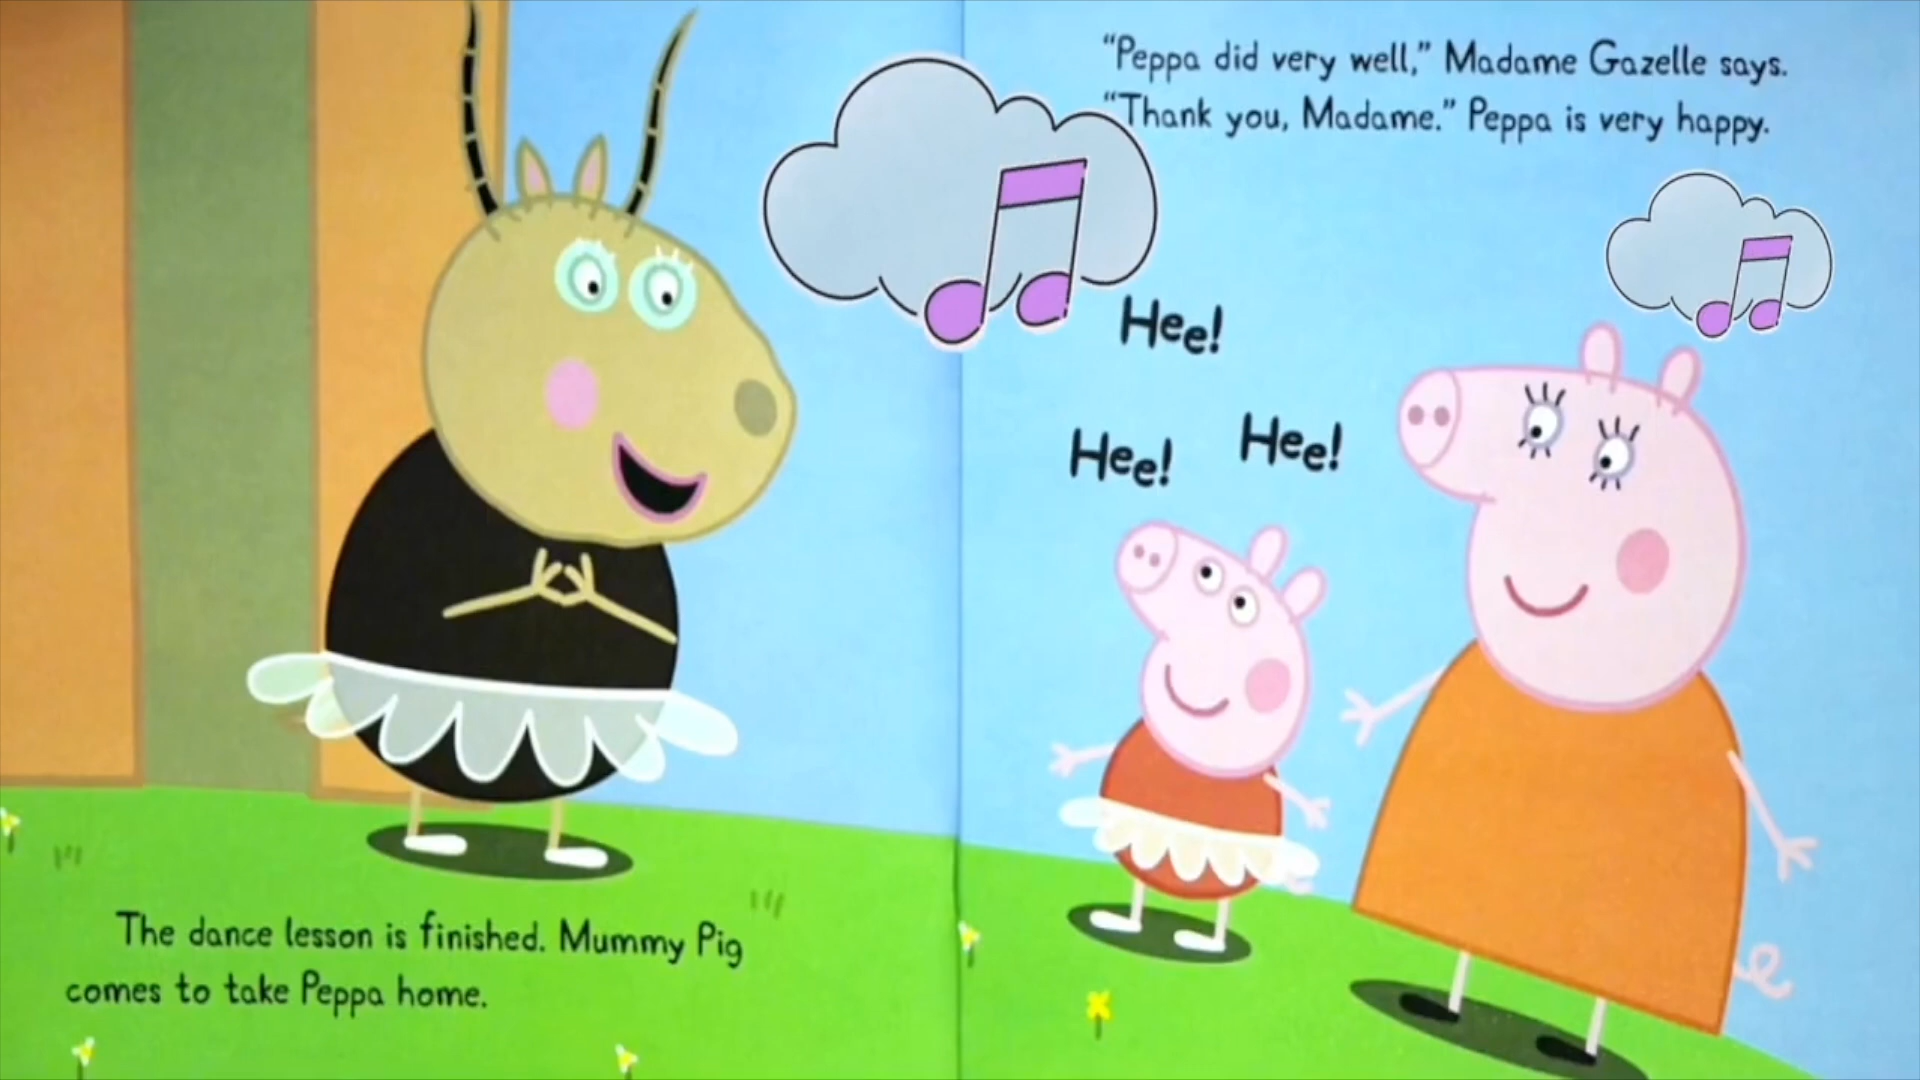 The dance lesson is finished. Mummy Pig
comes to take Peppa home.
“Peppa did very well,” Madame Gazelle says.
“Thank you, Madame.” Peppa is very happy.
Hee!
Hee!
Hee!